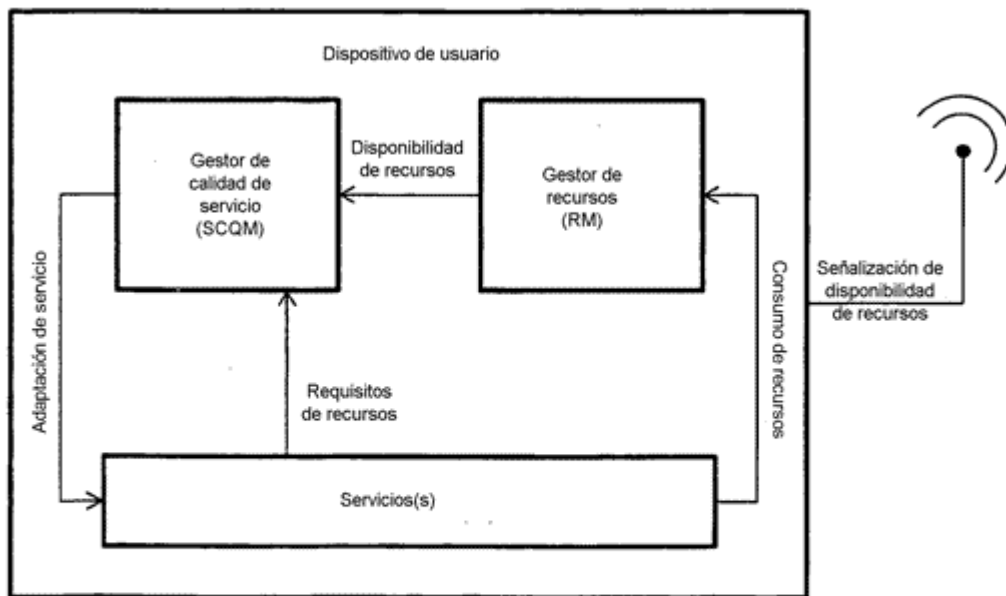 Dispositivo de usuario
Gestor de
calidad de
servicio
(SCQM)
Disponibilidad
de recursos
Gestor de
recursos
(RM)
Adaptación de servicio
Requisitos
de recursos
Consumo de recursos
Señalización de
disponibilidad
de recursos
Servicios(s)